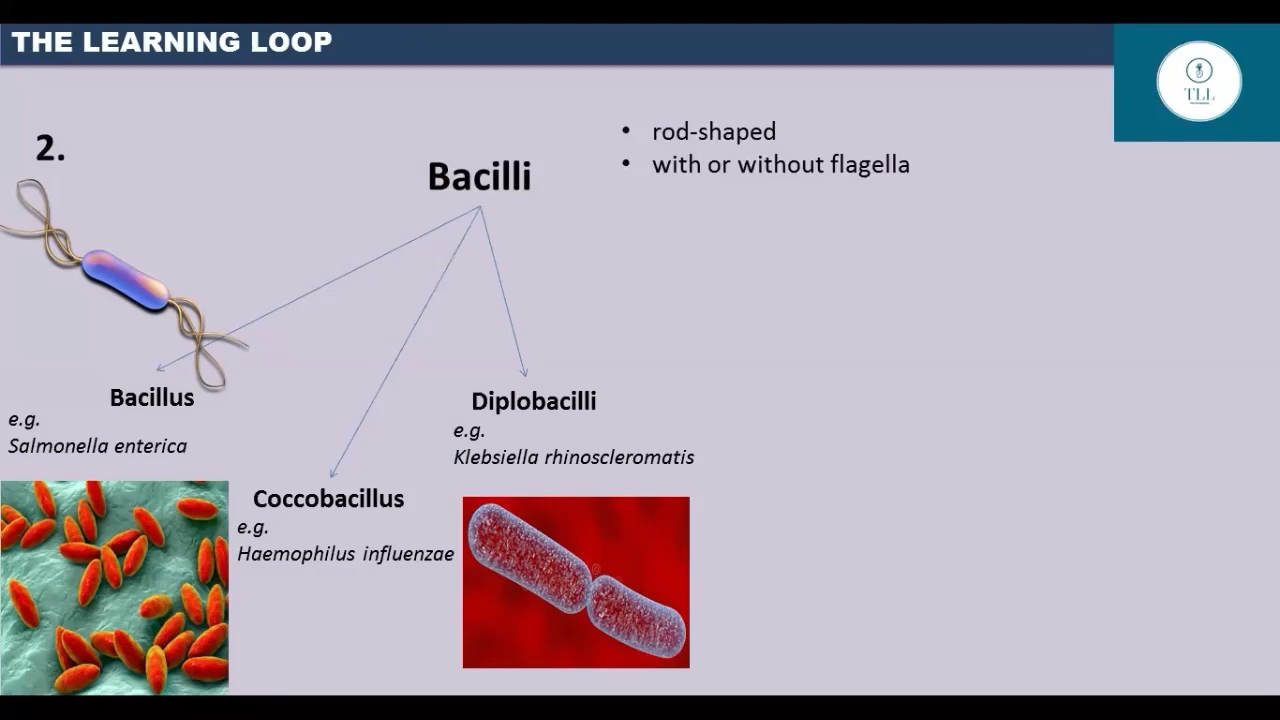 THE LEARNING LOOP
TLL
2.
Bacilli
• rod-shaped
• with or without flagella
Bacillus
e.g.
Salmonella enterica
Coccobacillus
e.g.
Haemophilus influenzae
Diplobacilli
e.g.
Klebsiella rhinoscleromatis